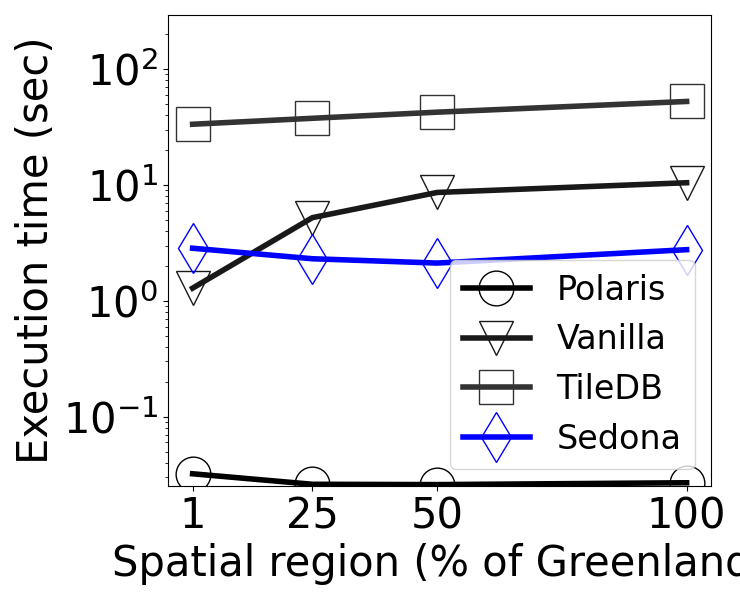 Execution time (sec)
10²
10¹
10⁰
10⁻¹
Polaris
Vanilla
TileDB
Sedona
1 25 50 100
Spatial region (% of Greenland